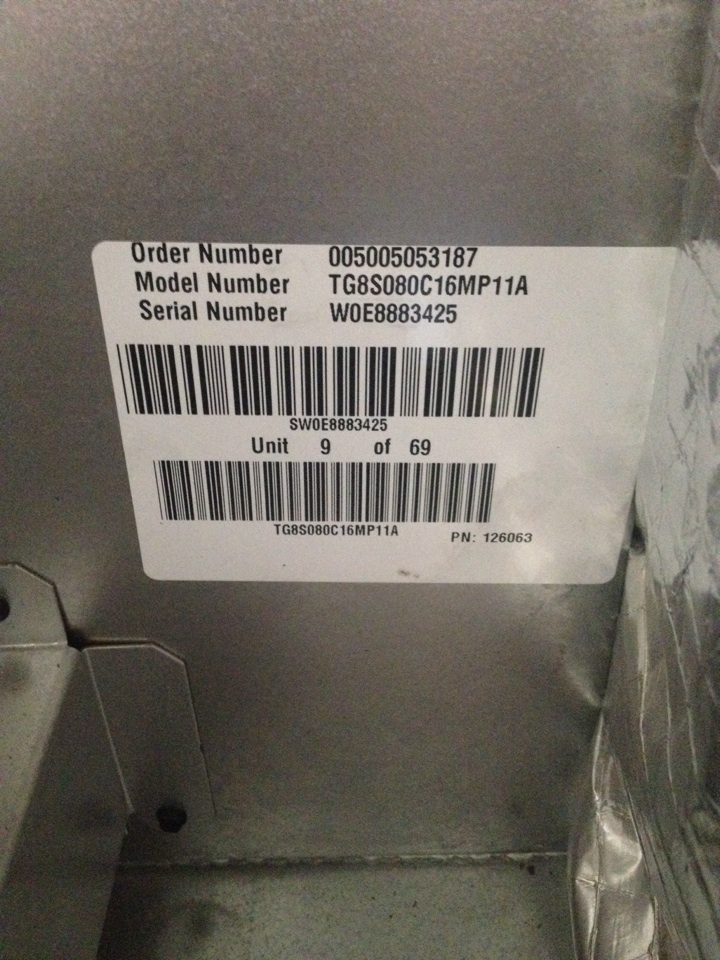 Order Number 005005053187
Model Number TG8S080C16MP11A
Serial Number W0E8883425
SW0E8883425
Unit 9 of 69
TG8S080C16MP11A
PN: 126063